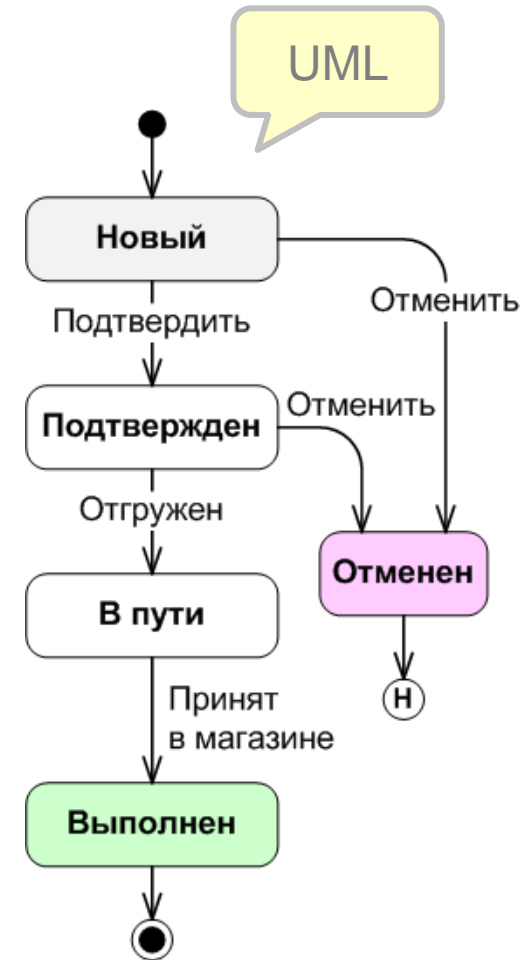 UML
Новый
Подтвердить
Отменить
Подтвержден
Отменить
Отгружен
Отменен
В пути
Принят
в магазине
Н
Выполнен